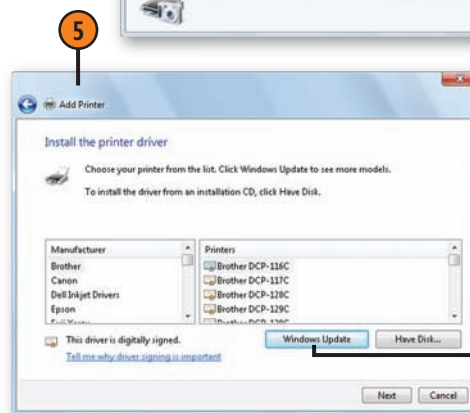 5
Add Printer
Install the printer driver
Choose your printer from the list. Click Windows Update to see more models.
To install the driver from an installation CD, click Have Disk.
Manufacturer
Brother
Canon
Dell Inkjet Drivers
Epson
Printers
Brother DCP-116C
Brother DCP-117C
Brother DCP-128C
Brother DCP-129C
This driver is digitally signed.
Tell me why driver signing is important
Windows Update
Have Disk...
Next
Cancel